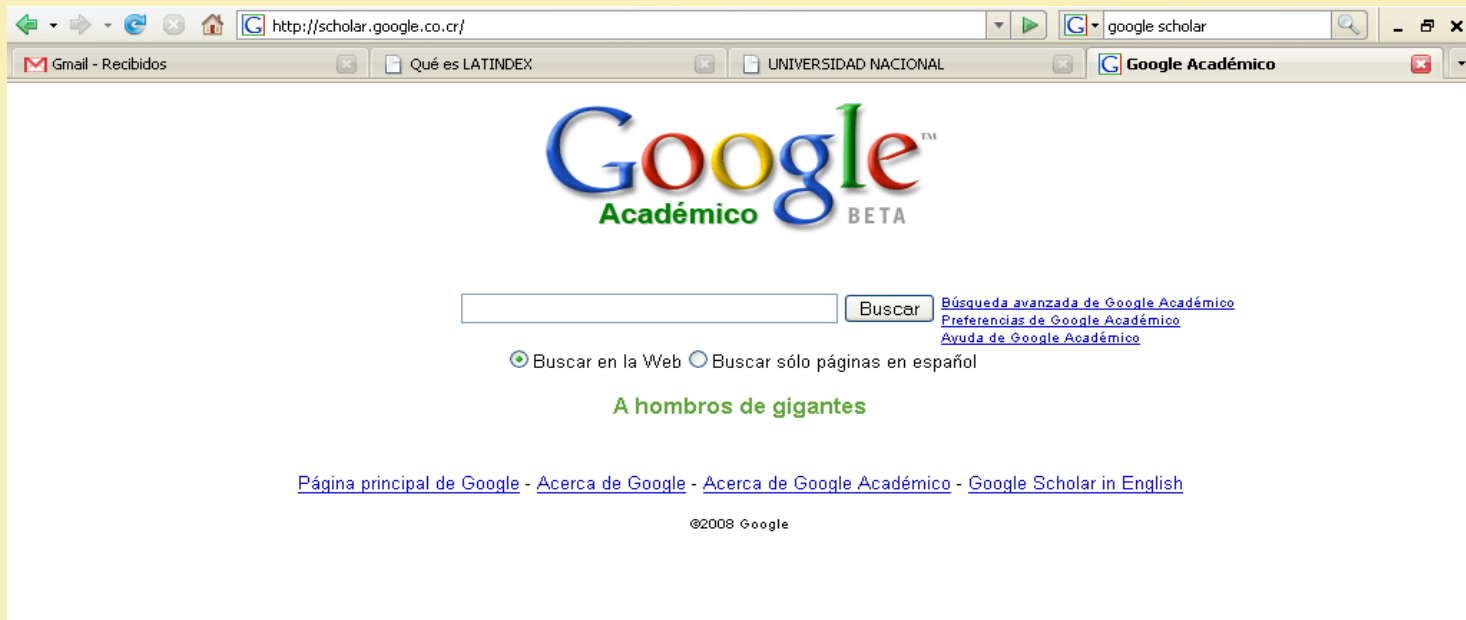 http://scholar.google.co.cr/ G google scholar
Gmail - Recibidos Qué es LATINDEX UNIVERSIDAD NACIONAL Google Académico
Google™
Académico BETA
Buscar
Búsqueda avanzada de Google Académico
Preferencias de Google Académico
Ayuda de Google Académico
Buscar en la Web Buscar sólo páginas en español
A hombros de gigantes
Página principal de Google - Acerca de Google - Acerca de Google Académico - Google Scholar in English
©2008 Google